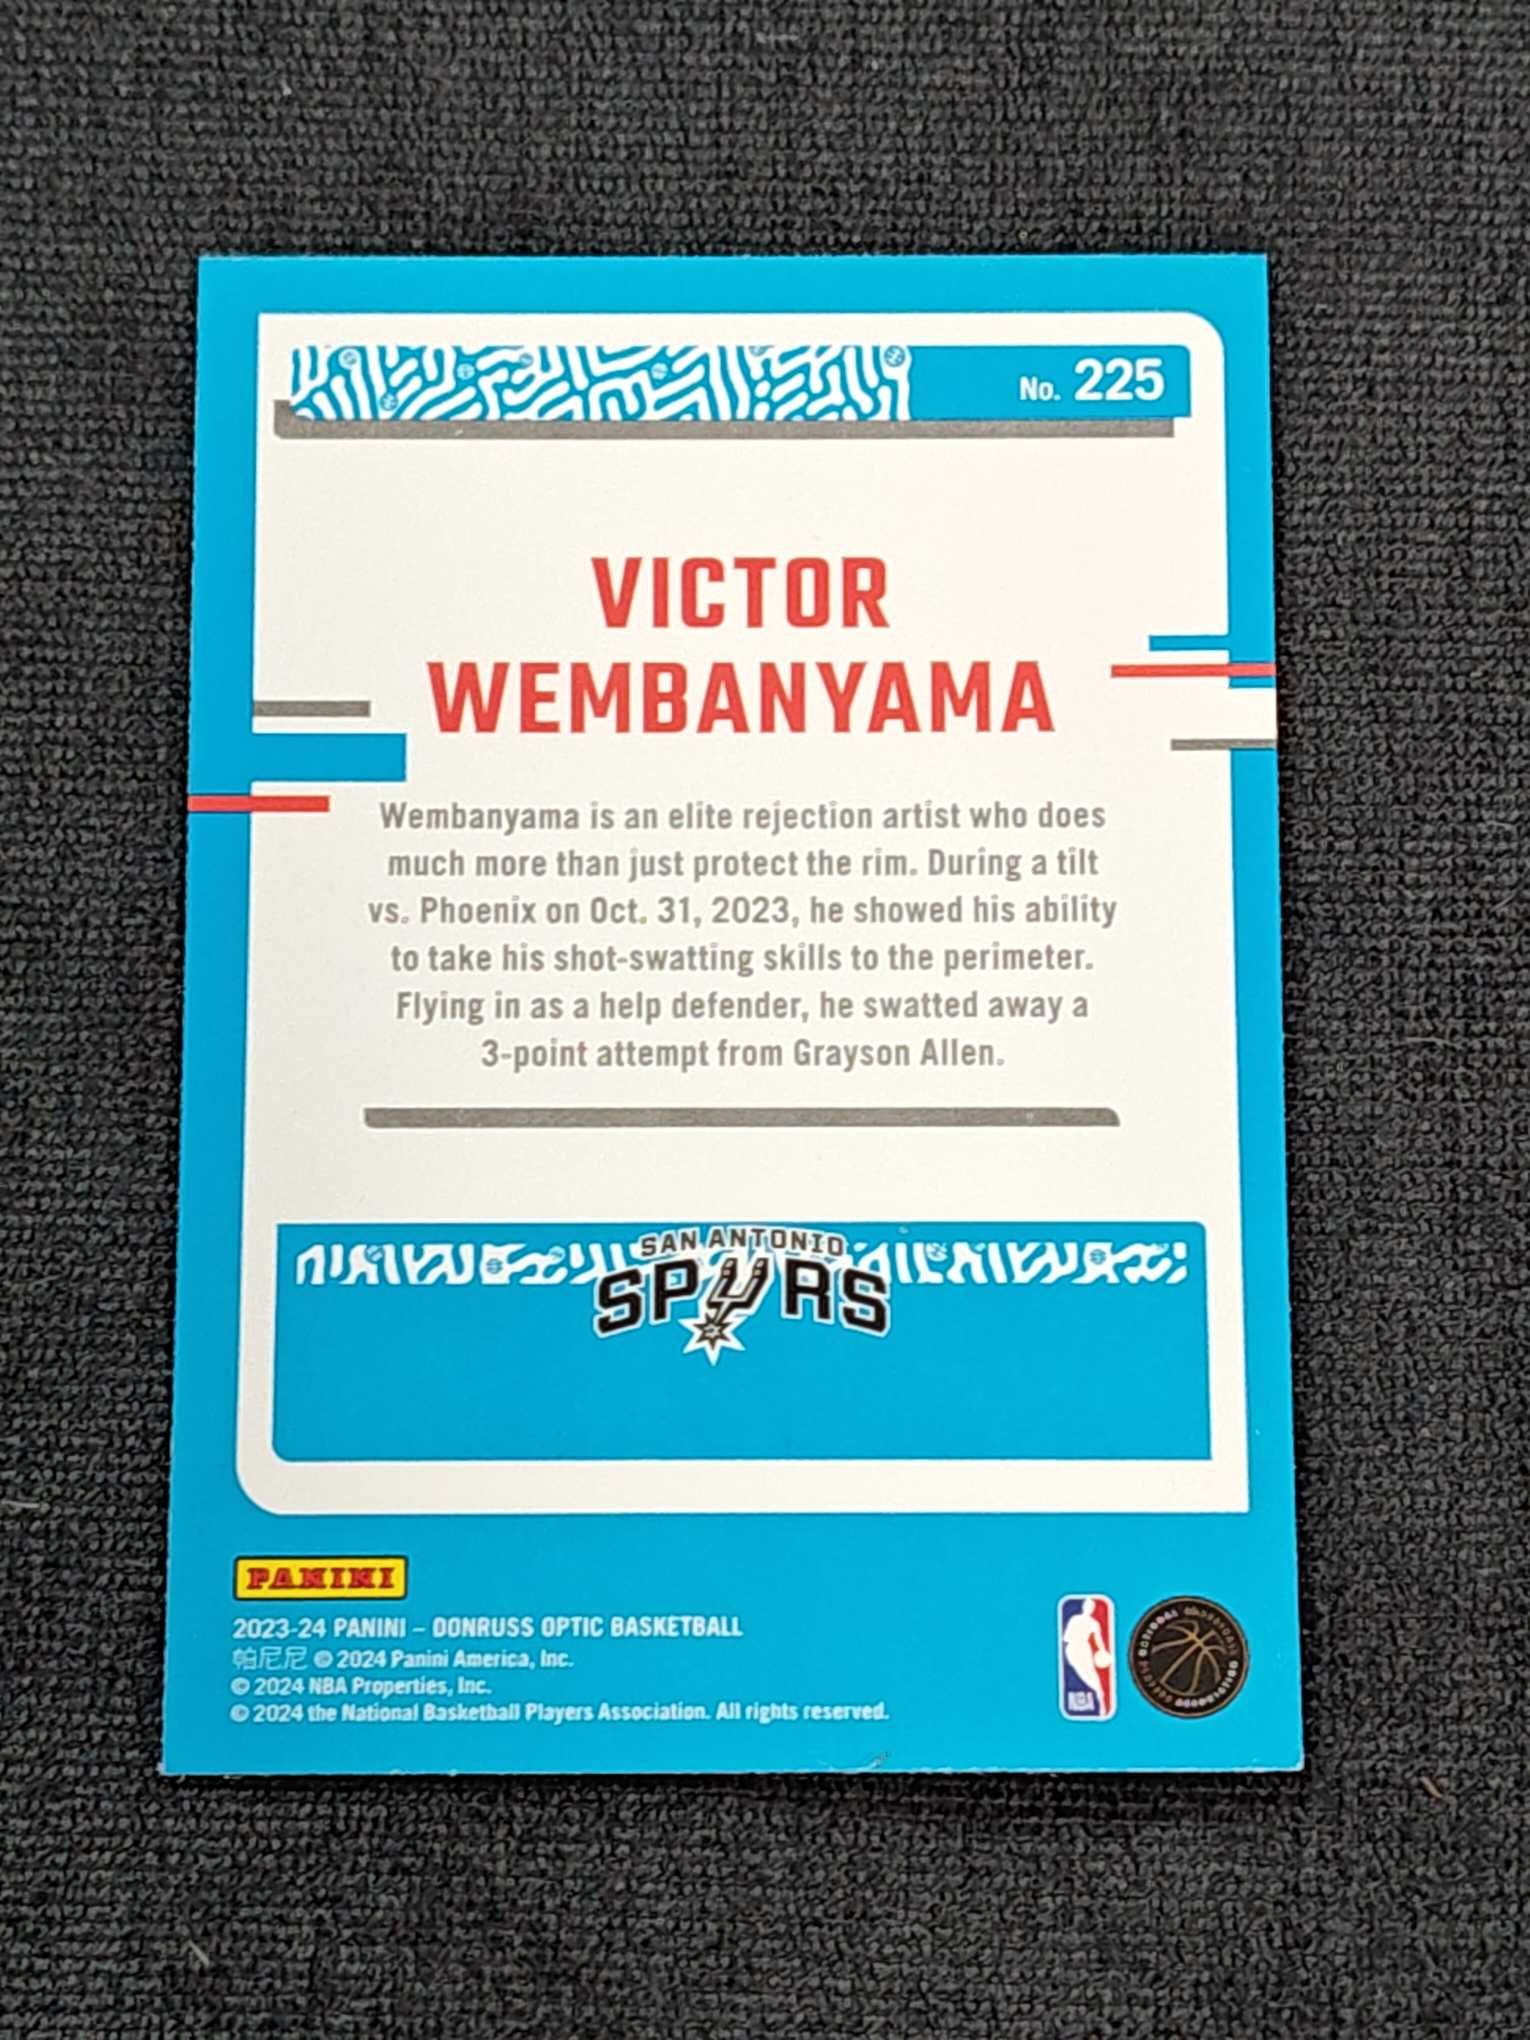 No. 225
VICTOR
WEMBANYAMA
Wembanyama is an elite rejection artist who does
much more than just protect the rim. During a tilt
vs. Phoenix on Oct. 31, 2023, he showed his ability
to take his shot-swatting skills to the perimeter.
Flying in as a help defender, he swatted away a
3-point attempt from Grayson Allen.
SAN ANTONIO
SPURS
PANINI
2023-24 PANINI – DONRUSS OPTIC BASKETBALL
帕尼尼 © 2024 Panini America, Inc.
© 2024 NBA Properties, Inc.
© 2024 the National Basketball Players Association. All rights reserved.
NBA